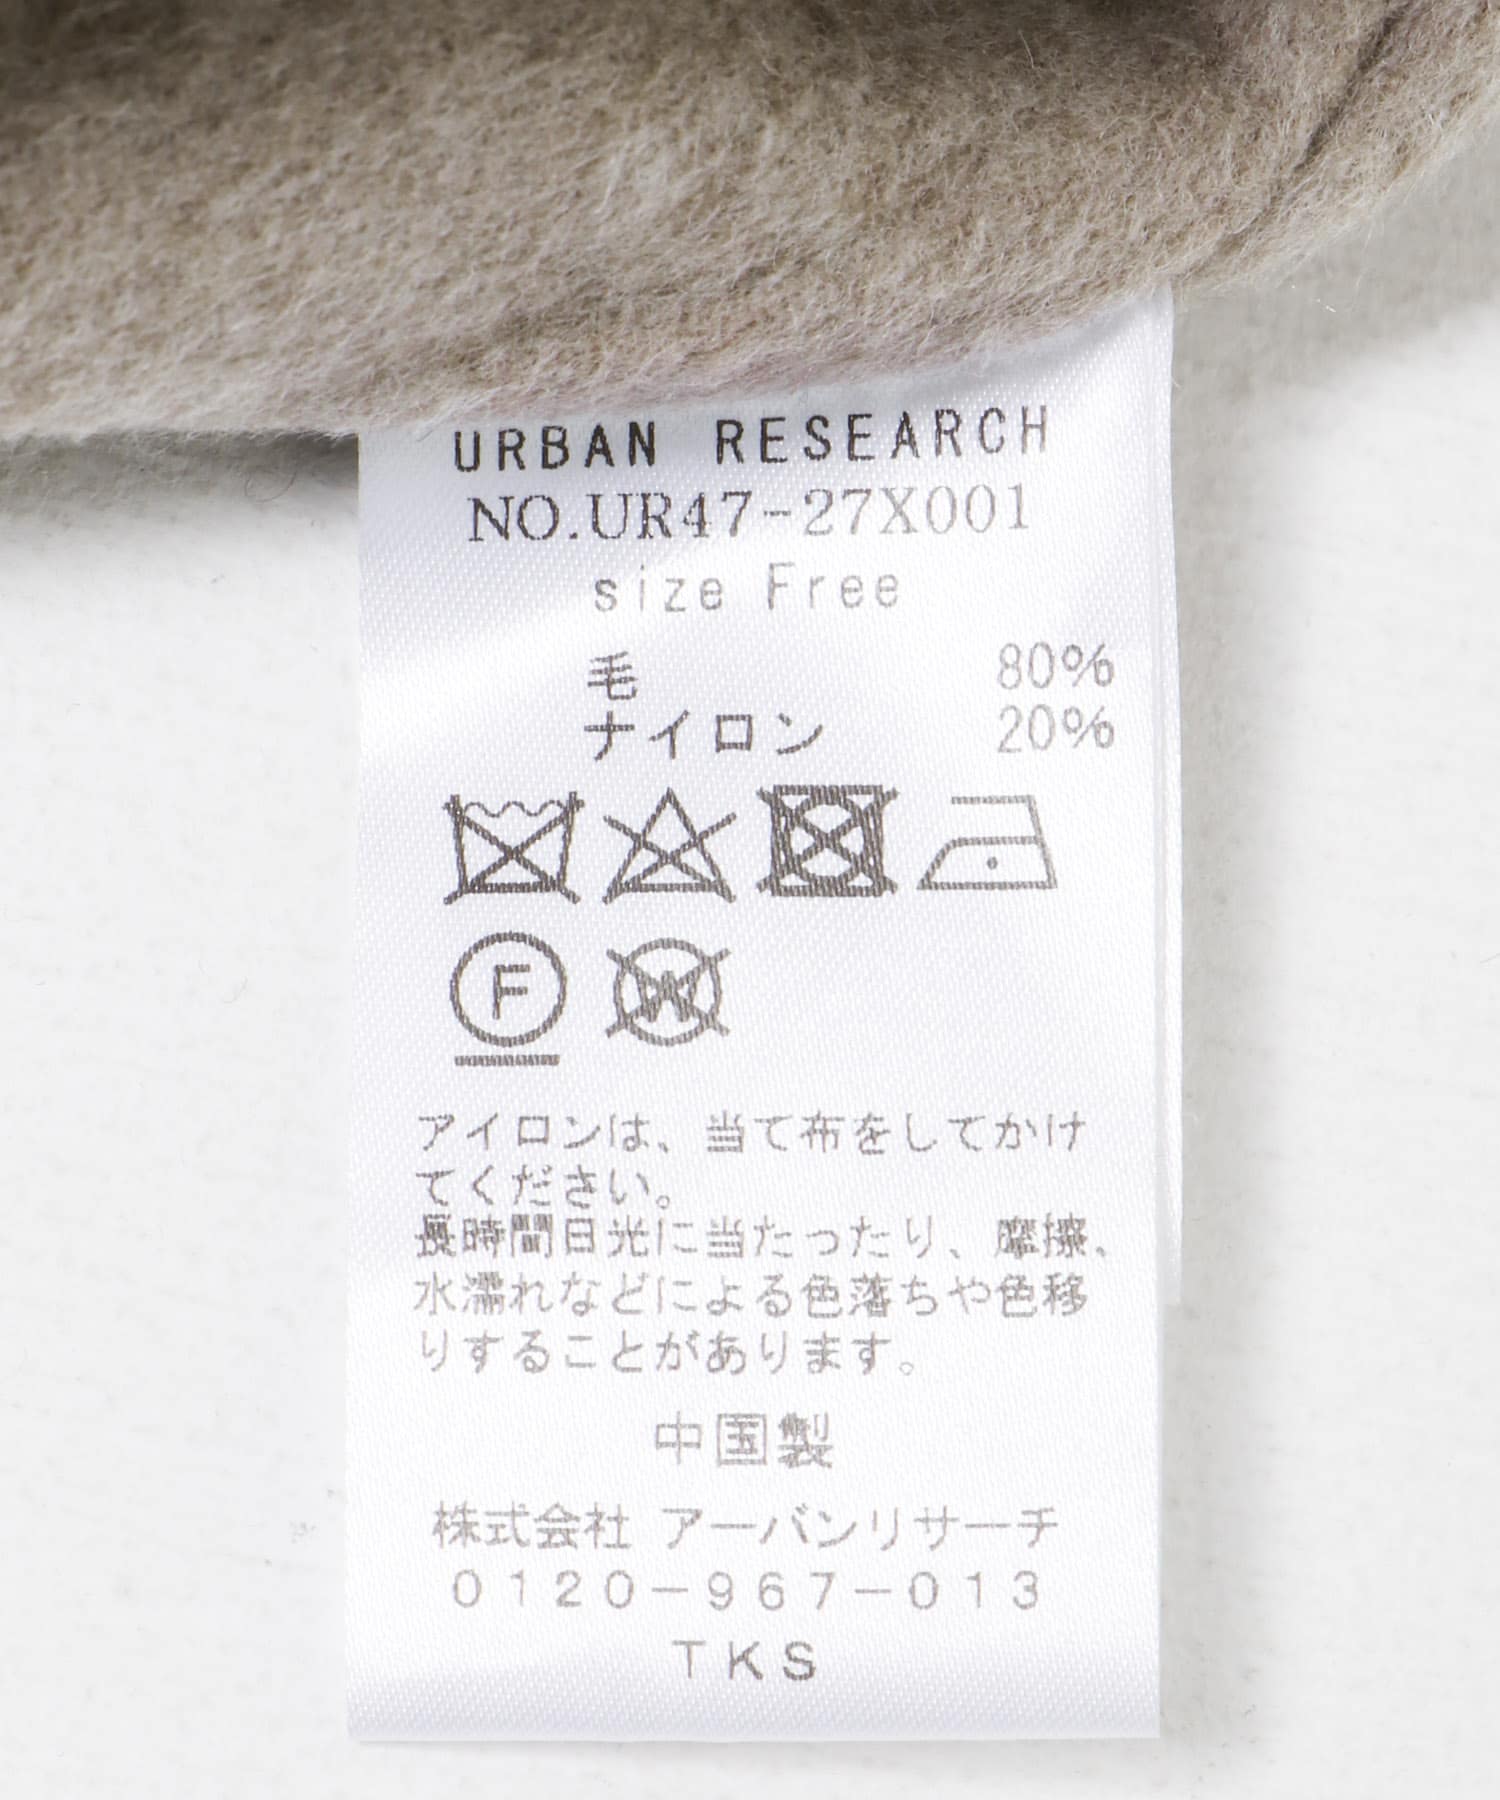 URBAN RESEARCH
NO.UR47-27X001
size Free
毛 80%
ナイロン 20%
F
W
アイロンは、当て布をしてかけ
てください。
長時間日光に当たったり、摩擦、
水濡れなどによる色落ちや色移
りすることがあります。
中国製
株式会社 アーバンリサーチ
0120-967-013
TKS